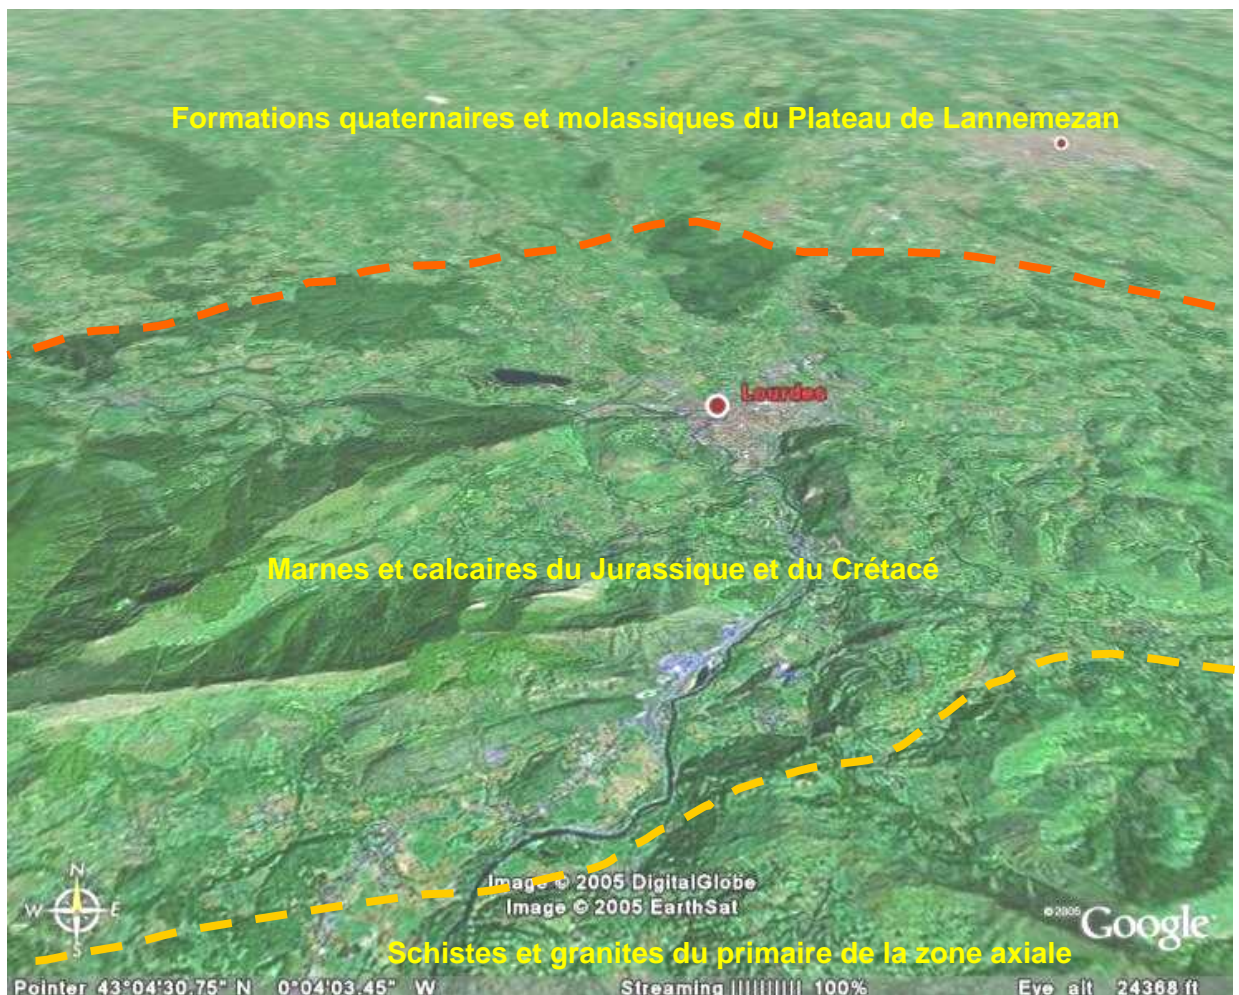 Formations quaternaires et molassiques du Plateau de Lannemezan
Lourdes
Marnes et calcaires du Jurassique et du Crétacé
N
W E
S
Image © 2005 DigitalGlobe
Image © 2005 EarthSat
© 2005 Google
Schistes et granites du primaire de la zone axiale
Pointer 43°04'30.75" N 0°04'03.45" W Streaming |||||||||| 100% Eye alt 24368 ft